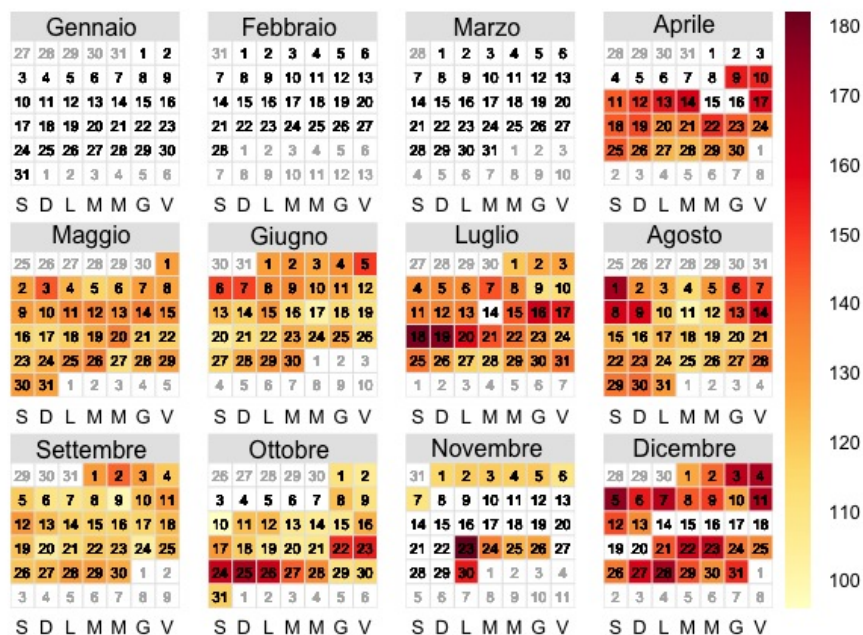 Gennaio
27 28 29 30 31 1 2
3 4 5 6 7 8 9
10 11 12 13 14 15 16
17 18 19 20 21 22 23
24 25 26 27 28 29 30
31 1 2 3 4 5 6
S D L M M G V
Febbraio
31 1 2 3 4 5 6
7 8 9 10 11 12 13
14 15 16 17 18 19 20
21 22 23 24 25 26 27
28 1 2 3 4 5 6
7 8 9 10 11 12 13
S D L M M G V
Marzo
28 1 2 3 4 5 6
7 8 9 10 11 12 13
14 15 16 17 18 19 20
21 22 23 24 25 26 27
28 29 30 31 1 2 3
4 5 6 7 8 9 10
S D L M M G V
Aprile
28 29 30 31 1 2 3
4 5 6 7 8 9 10
11 12 13 14 15 16 17
18 19 20 21 22 23 24
25 26 27 28 29 30 1
2 3 4 5 6 7 8
S D L M M G V
Maggio
25 26 27 28 29 30 1
2 3 4 5 6 7 8
9 10 11 12 13 14 15
16 17 18 19 20 21 22
23 24 25 26 27 28 29
30 31 1 2 3 4 5
S D L M M G V
Giugno
30 31 1 2 3 4 5
6 7 8 9 10 11 12
13 14 15 16 17 18 19
20 21 22 23 24 25 26
27 28 29 30 1 2 3
4 5 6 7 8 9 10
S D L M M G V
Luglio
27 28 29 30 1 2 3
4 5 6 7 8 9 10
11 12 13 14 15 16 17
18 19 20 21 22 23 24
25 26 27 28 29 30 31
1 2 3 4 5 6 7
S D L M M G V
Agosto
25 26 27 28 29 30 31
1 2 3 4 5 6 7
8 9 10 11 12 13 14
15 16 17 18 19 20 21
22 23 24 25 26 27 28
29 30 31 1 2 3 4
S D L M M G V
Settembre
29 30 31 1 2 3 4
5 6 7 8 9 10 11
12 13 14 15 16 17 18
19 20 21 22 23 24 25
26 27 28 29 30 1 2
3 4 5 6 7 8 9
S D L M M G V
Ottobre
26 27 28 29 30 1 2
3 4 5 6 7 8 9
10 11 12 13 14 15 16
17 18 19 20 21 22 23
24 25 26 27 28 29 30
31 1 2 3 4 5 6
S D L M M G V
Novembre
31 1 2 3 4 5 6
7 8 9 10 11 12 13
14 15 16 17 18 19 20
21 22 23 24 25 26 27
28 29 30 1 2 3 4
5 6 7 8 9 10 11
S D L M M G V
Dicembre
28 29 30 1 2 3 4
5 6 7 8 9 10 11
12 13 14 15 16 17 18
19 20 21 22 23 24 25
26 27 28 29 30 31 1
2 3 4 5 6 7 8
S D L M M G V
180
160
140
130
120
110
100